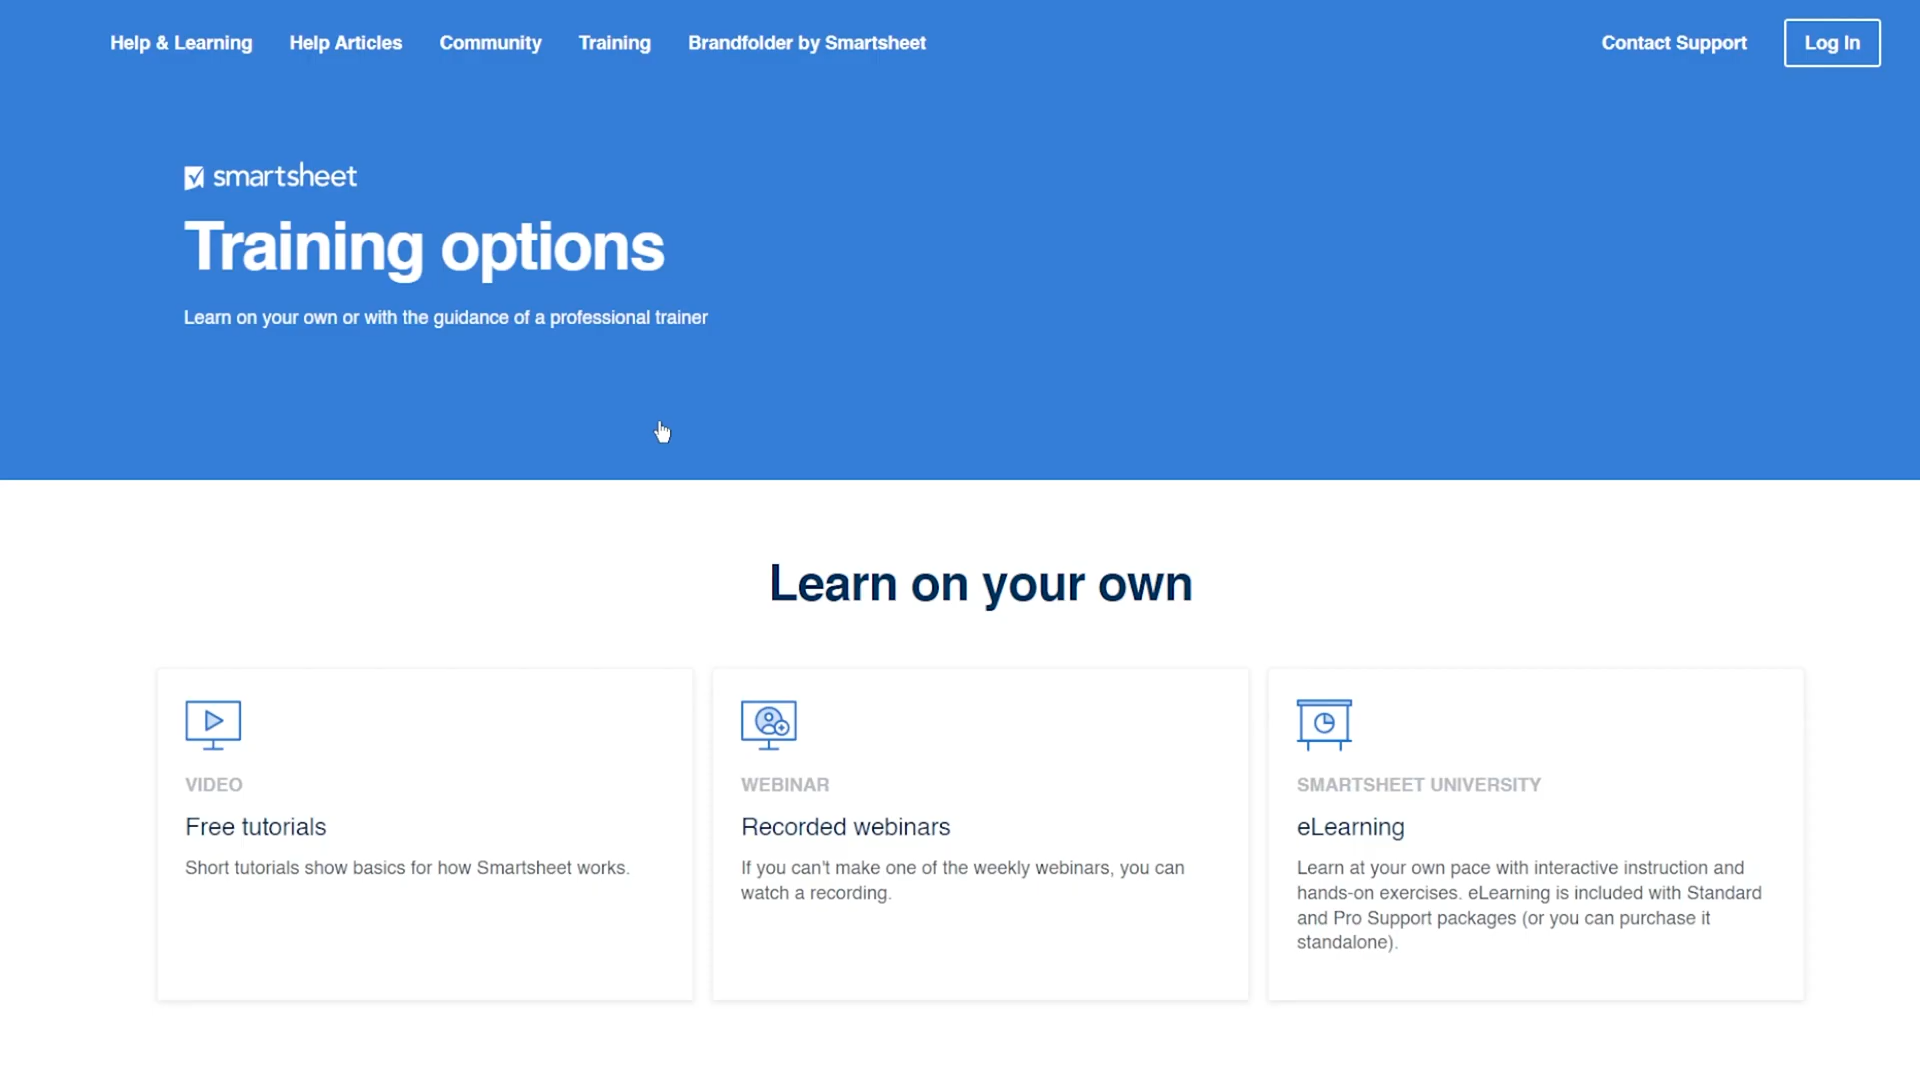 Help & Learning
Help Articles
Community
Training
Brandfolder by Smartsheet
Contact Support
Log In
smartsheet
Training options
Learn on your own or with the guidance of a professional trainer
Learn on your own
VIDEO
Free tutorials
Short tutorials show basics for how Smartsheet works.
WEBINAR
Recorded webinars
If you can't make one of the weekly webinars, you can
watch a recording.
SMARTSHEET UNIVERSITY
eLearning
Learn at your own pace with interactive instruction and
hands-on exercises. eLearning is included with Standard
and Pro Support packages (or you can purchase it
standalone).